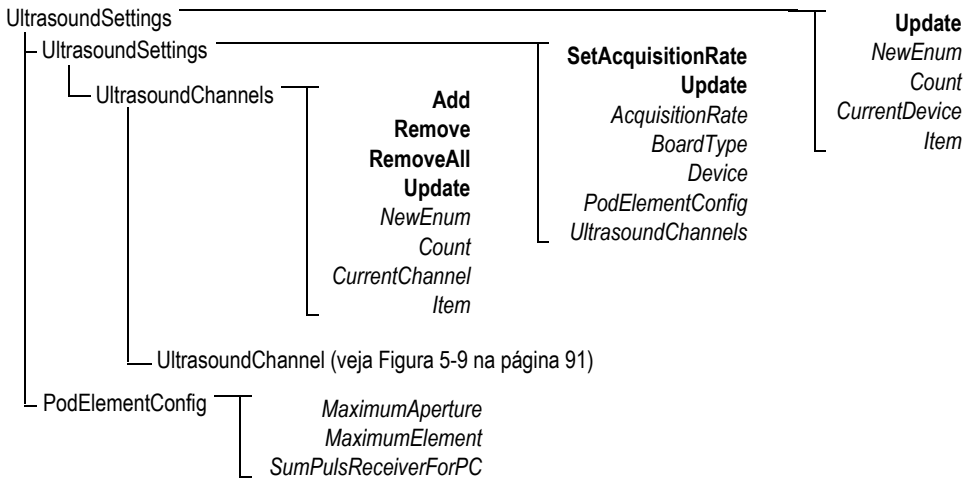 UltrasoundSettings
Update
NewEnum
Count
CurrentDevice
Item
UltrasoundSettings
SetAcquisitionRate
Update
AcquisitionRate
BoardType
Device
PodElementConfig
UltrasoundChannels
UltrasoundChannels
Add
Remove
RemoveAll
Update
NewEnum
Count
CurrentChannel
Item
UltrasoundChannel (veja Figura 5-9 na página 91)
PodElementConfig
MaximumAperture
MaximumElement
SumPulsReceiverForPC